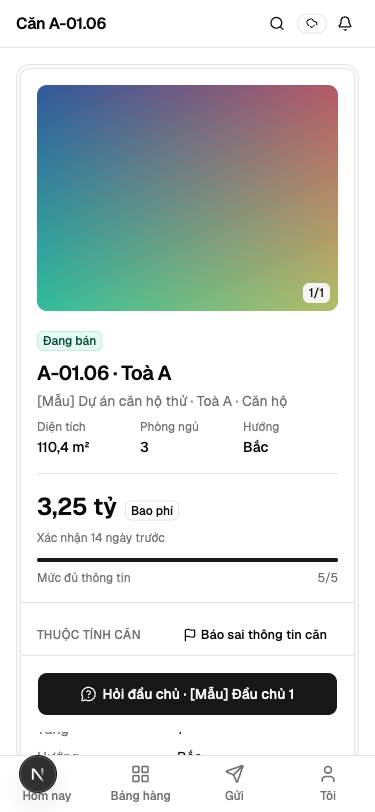 Căn A-01.06
1/1
Đang bán
A-01.06 · Toà A
[Mẫu] Dự án căn hộ thử · Toà A · Căn hộ
Diện tích Phòng ngủ Hướng
110,4 m² 3 Bắc
3,25 tỷ Bao phí
Xác nhận 14 ngày trước
Mức đủ thông tin 5/5
THUỘC TÍNH CĂN Báo sai thông tin căn
Hỏi đầu chủ · [Mẫu] Đầu chủ 1
N
Hôm nay Bảng hàng Gửi Tôi